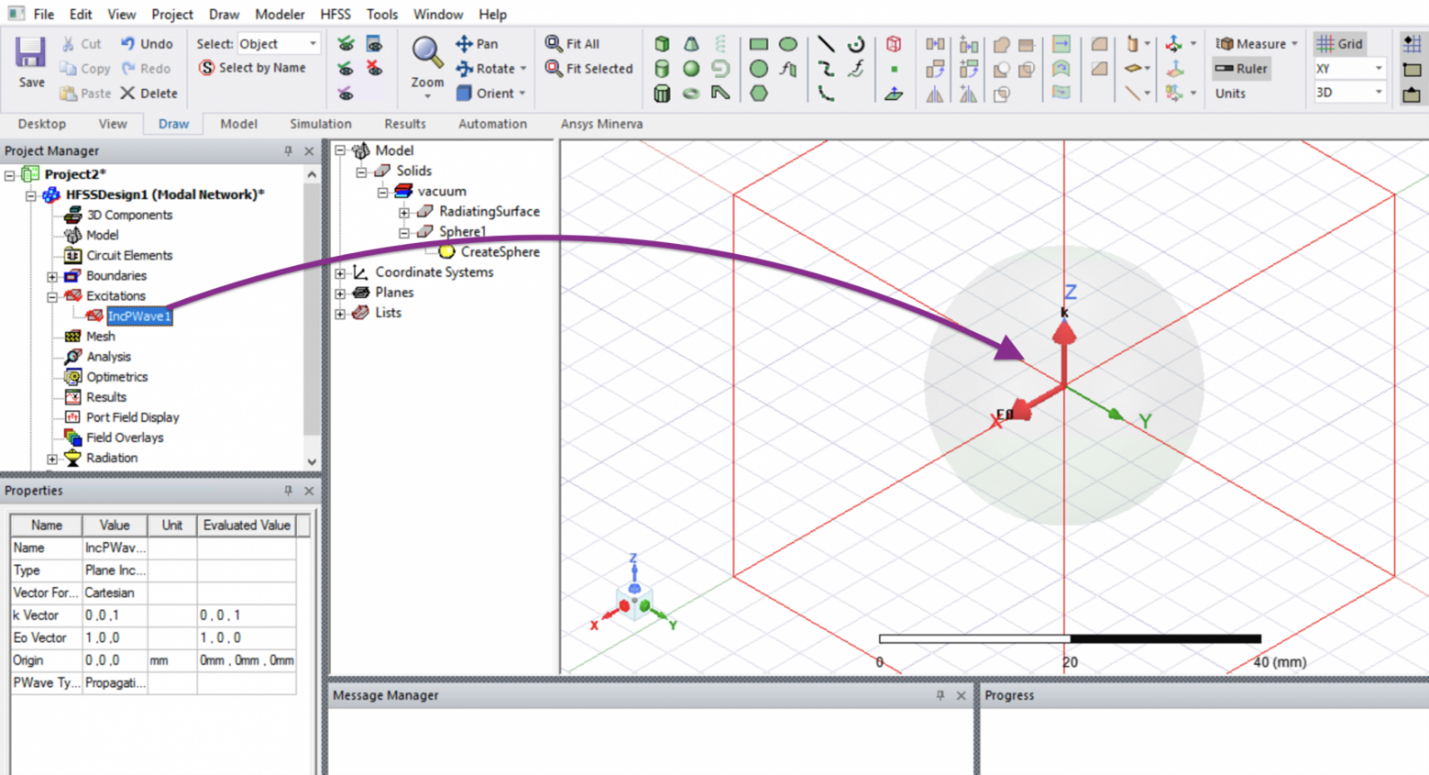 File Edit View Project Draw Modeler HFSS Tools Window Help
Save
Cut Undo
Copy Redo
Paste Delete
Select: Object
Select by Name
Zoom
Pan
Rotate
Orient
Fit All
Fit Selected
Measure
Ruler
Units
Grid
XY
3D
Desktop View Draw Model Simulation Results Automation Ansys Minerva
Project Manager
Project2*
HFSSDesign1 (Modal Network)*
3D Components
Model
Circuit Elements
Boundaries
Excitations
IncPWave1
Mesh
Analysis
Optimetrics
Results
Port Field Display
Field Overlays
Radiation
Properties
Name Value Unit Evaluated Value
Name IncPWav...
Type Plane Inc...
Vector For... Cartesian
k Vector 0,0,1 0 , 0 , 1
Eo Vector 1,0,0 1 , 0 , 0
Origin 0,0,0 mm 0mm , 0mm , 0mm
PWave Ty... Propagati...
Model
Solids
vacuum
RadiatingSurface
Sphere1
CreateSphere
Coordinate Systems
Planes
Lists
Z
k
X
Y
Z
X
Y
0 20 40 (mm)
Message Manager
Progress